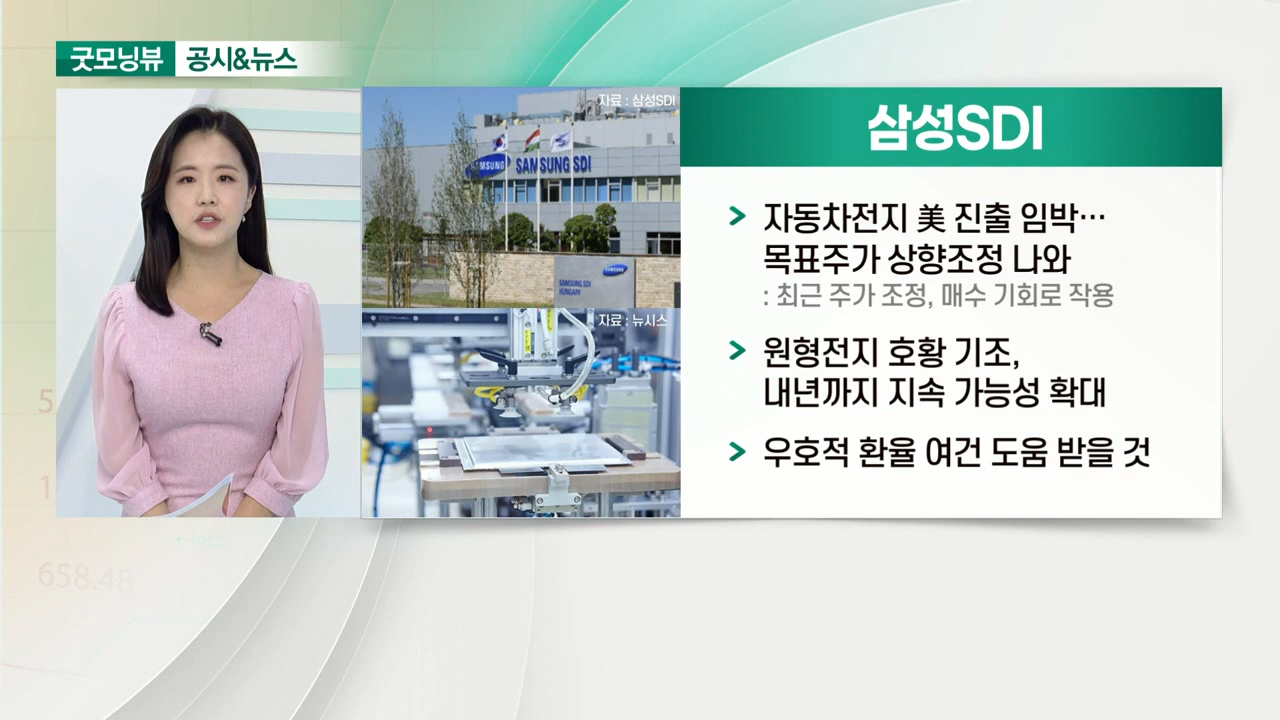 굿모닝뷰 공시&뉴스
자료 : 삼성SDI
SAMSUNG SAMSUNG SDI
SAMSUNG
SAMSUNG SDI
HUNGARY
자료 : 뉴시스
삼성SDI
자동차전지 美 진출 임박…
목표주가 상향조정 나와
: 최근 주가 조정, 매수 기회로 작용
원형전지 호황 기조,
내년까지 지속 가능성 확대
우호적 환율 여건 도움 받을 것
5
1
658.48